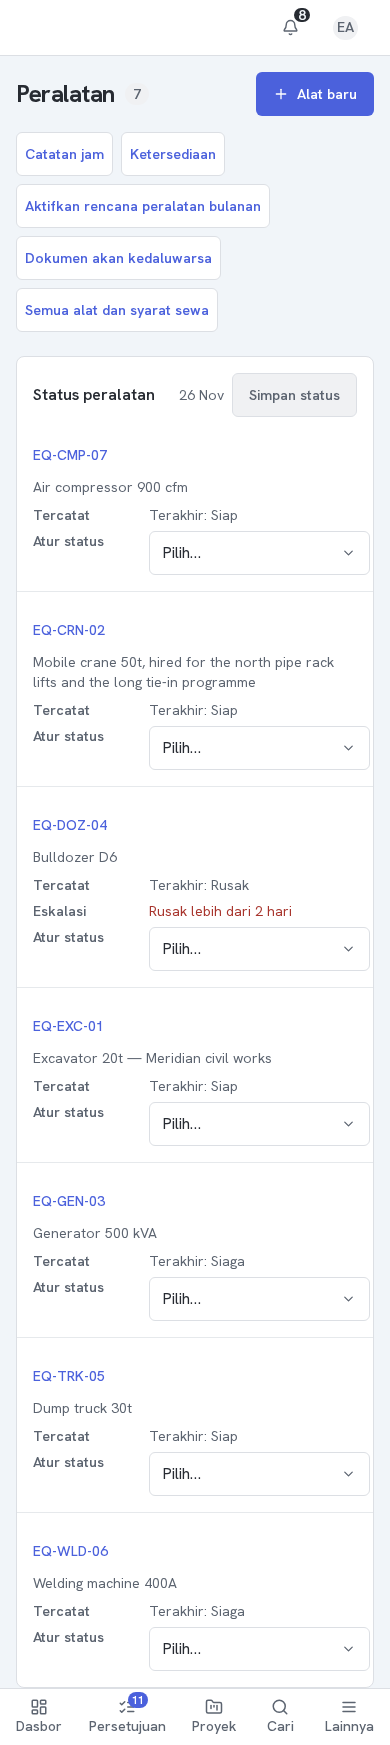 8
EA
Peralatan 7
Alat baru
Catatan jam
Ketersediaan
Aktifkan rencana peralatan bulanan
Dokumen akan kedaluwarsa
Semua alat dan syarat sewa
Status peralatan 26 Nov Simpan status
EQ-CMP-07
Air compressor 900 cfm
Tercatat Terakhir: Siap
Atur status Pilih...
EQ-CRN-02
Mobile crane 50t, hired for the north pipe rack
lifts and the long tie-in programme
Tercatat Terakhir: Siap
Atur status Pilih...
EQ-DOZ-04
Bulldozer D6
Tercatat Terakhir: Rusak
Eskalasi Rusak lebih dari 2 hari
Atur status Pilih...
EQ-EXC-01
Excavator 20t — Meridian civil works
Tercatat Terakhir: Siap
Atur status Pilih...
EQ-GEN-03
Generator 500 kVA
Tercatat Terakhir: Siaga
Atur status Pilih...
EQ-TRK-05
Dump truck 30t
Tercatat Terakhir: Siap
Atur status Pilih...
EQ-WLD-06
Welding machine 400A
Tercatat Terakhir: Siaga
Atur status Pilih...
11
Dasbor Persetujuan Proyek Cari Lainnya